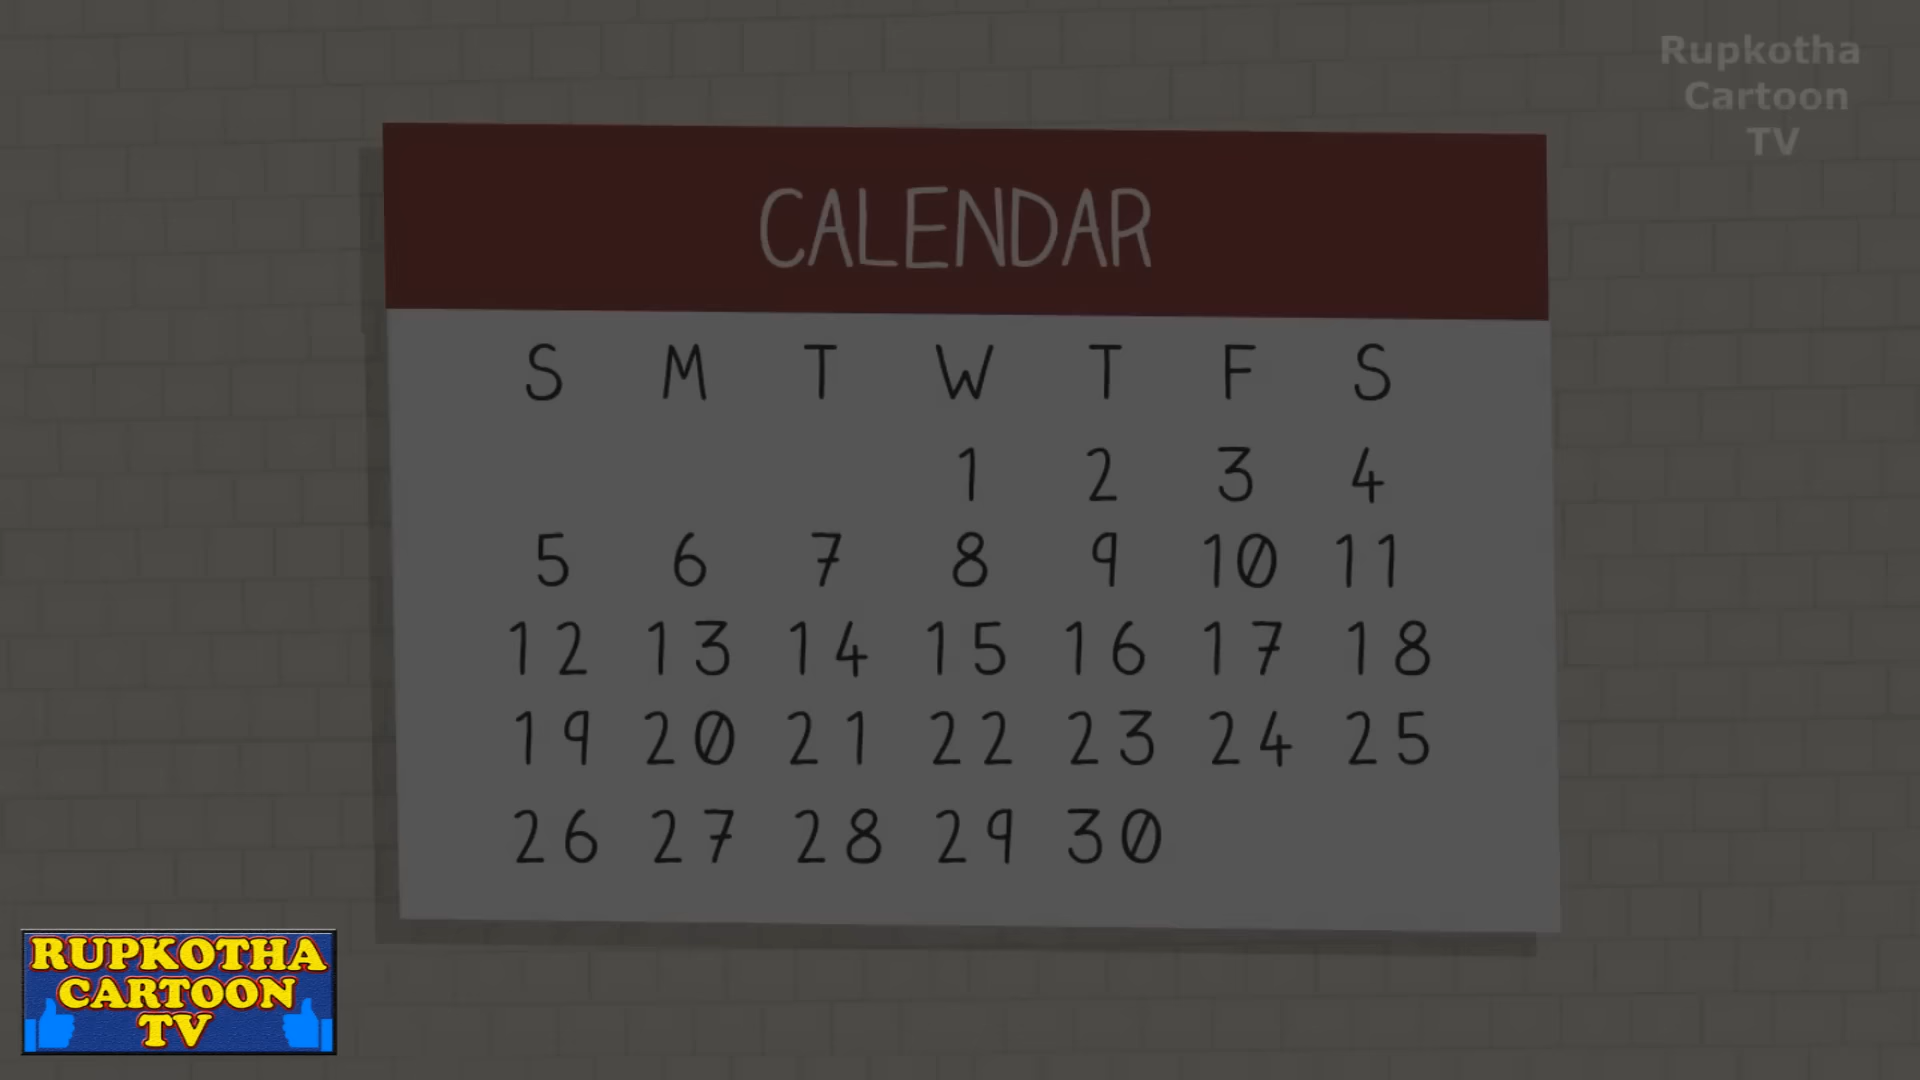 Rupkotha
Cartoon
TV
CALENDAR
S M T W T F S
1 2 3 4
5 6 7 8 9 10 11
12 13 14 15 16 17 18
19 20 21 22 23 24 25
26 27 28 29 30
RUPKOTHA
CARTOON
TV